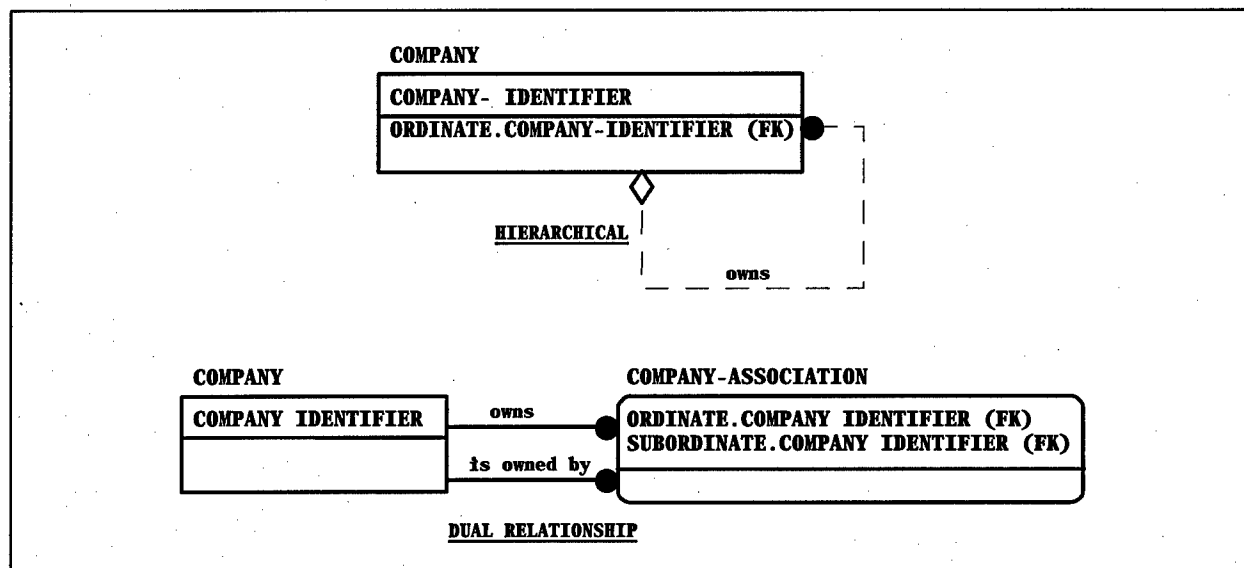 COMPANY
COMPANY- IDENTIFIER
ORDINATE.COMPANY-IDENTIFIER (FK)
HIERARCHICAL
owns
COMPANY
COMPANY IDENTIFIER
owns
is owned by
COMPANY-ASSOCIATION
ORDINATE.COMPANY IDENTIFIER (FK)
SUBORDINATE.COMPANY IDENTIFIER (FK)
DUAL RELATIONSHIP